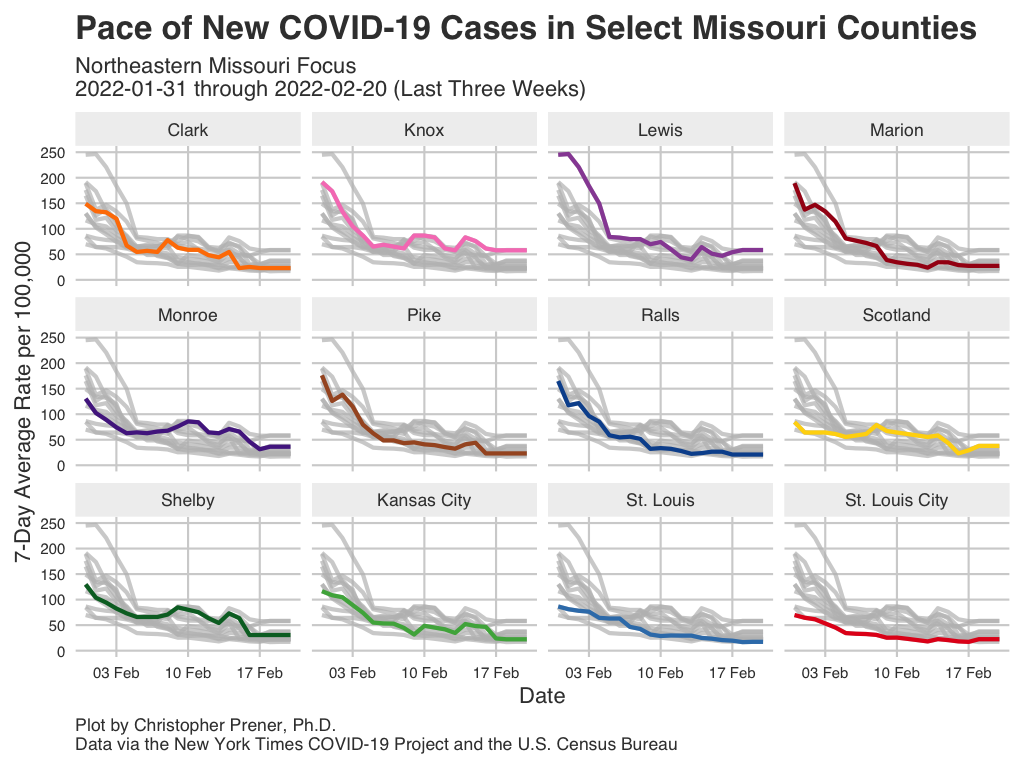 Pace of New COVID-19 Cases in Select Missouri Counties
Northeastern Missouri Focus
2022-01-31 through 2022-02-20 (Last Three Weeks)
7-Day Average Rate per 100,000
Clark Knox Lewis Marion
250
200
150
100
50
0
Monroe Pike Ralls Scotland
250
200
150
100
50
0
Shelby Kansas City St. Louis St. Louis City
250
200
150
100
50
0
03 Feb 10 Feb 17 Feb 03 Feb 10 Feb 17 Feb 03 Feb 10 Feb 17 Feb 03 Feb 10 Feb 17 Feb
Date
Plot by Christopher Prener, Ph.D.
Data via the New York Times COVID-19 Project and the U.S. Census Bureau